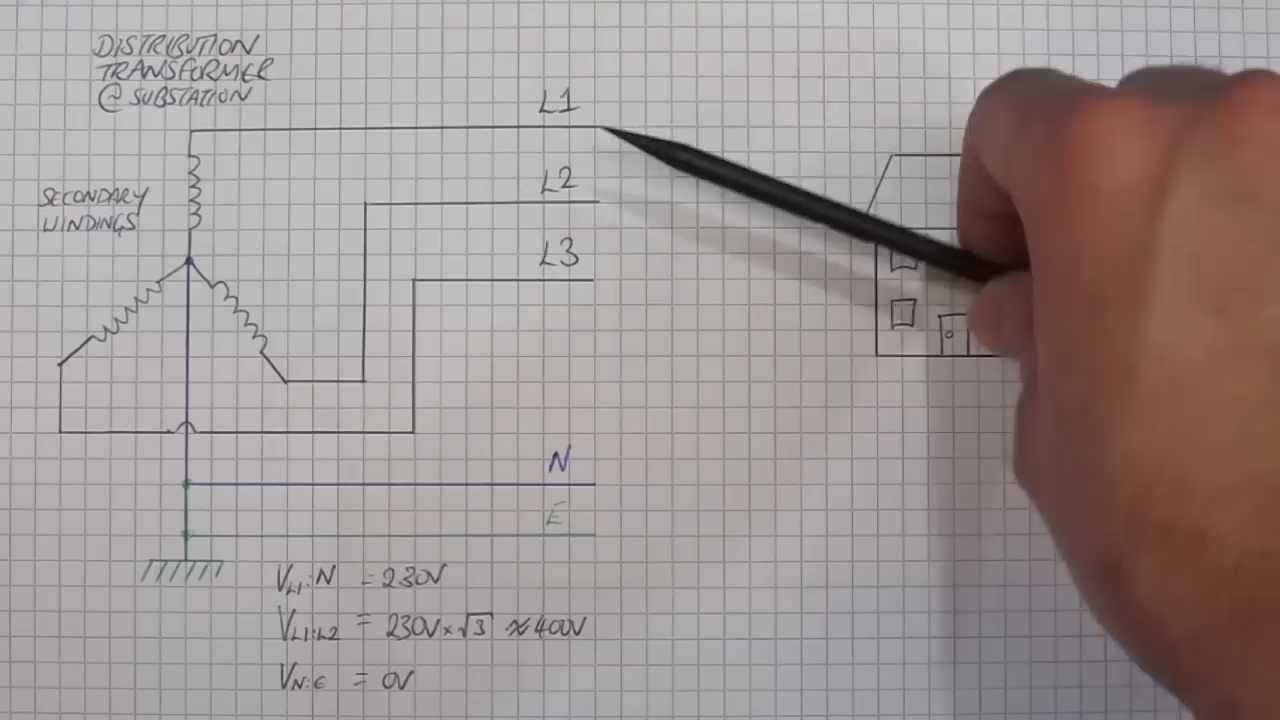 DISTRIBUTION
TRANSFORMER
@ SUBSTATION
L1
L2
SECONDARY
WINDINGS
L3
N
E
VL1:N = 230V
VL1:L2 = 230V×√3 ≈400V
VN:E = 0V